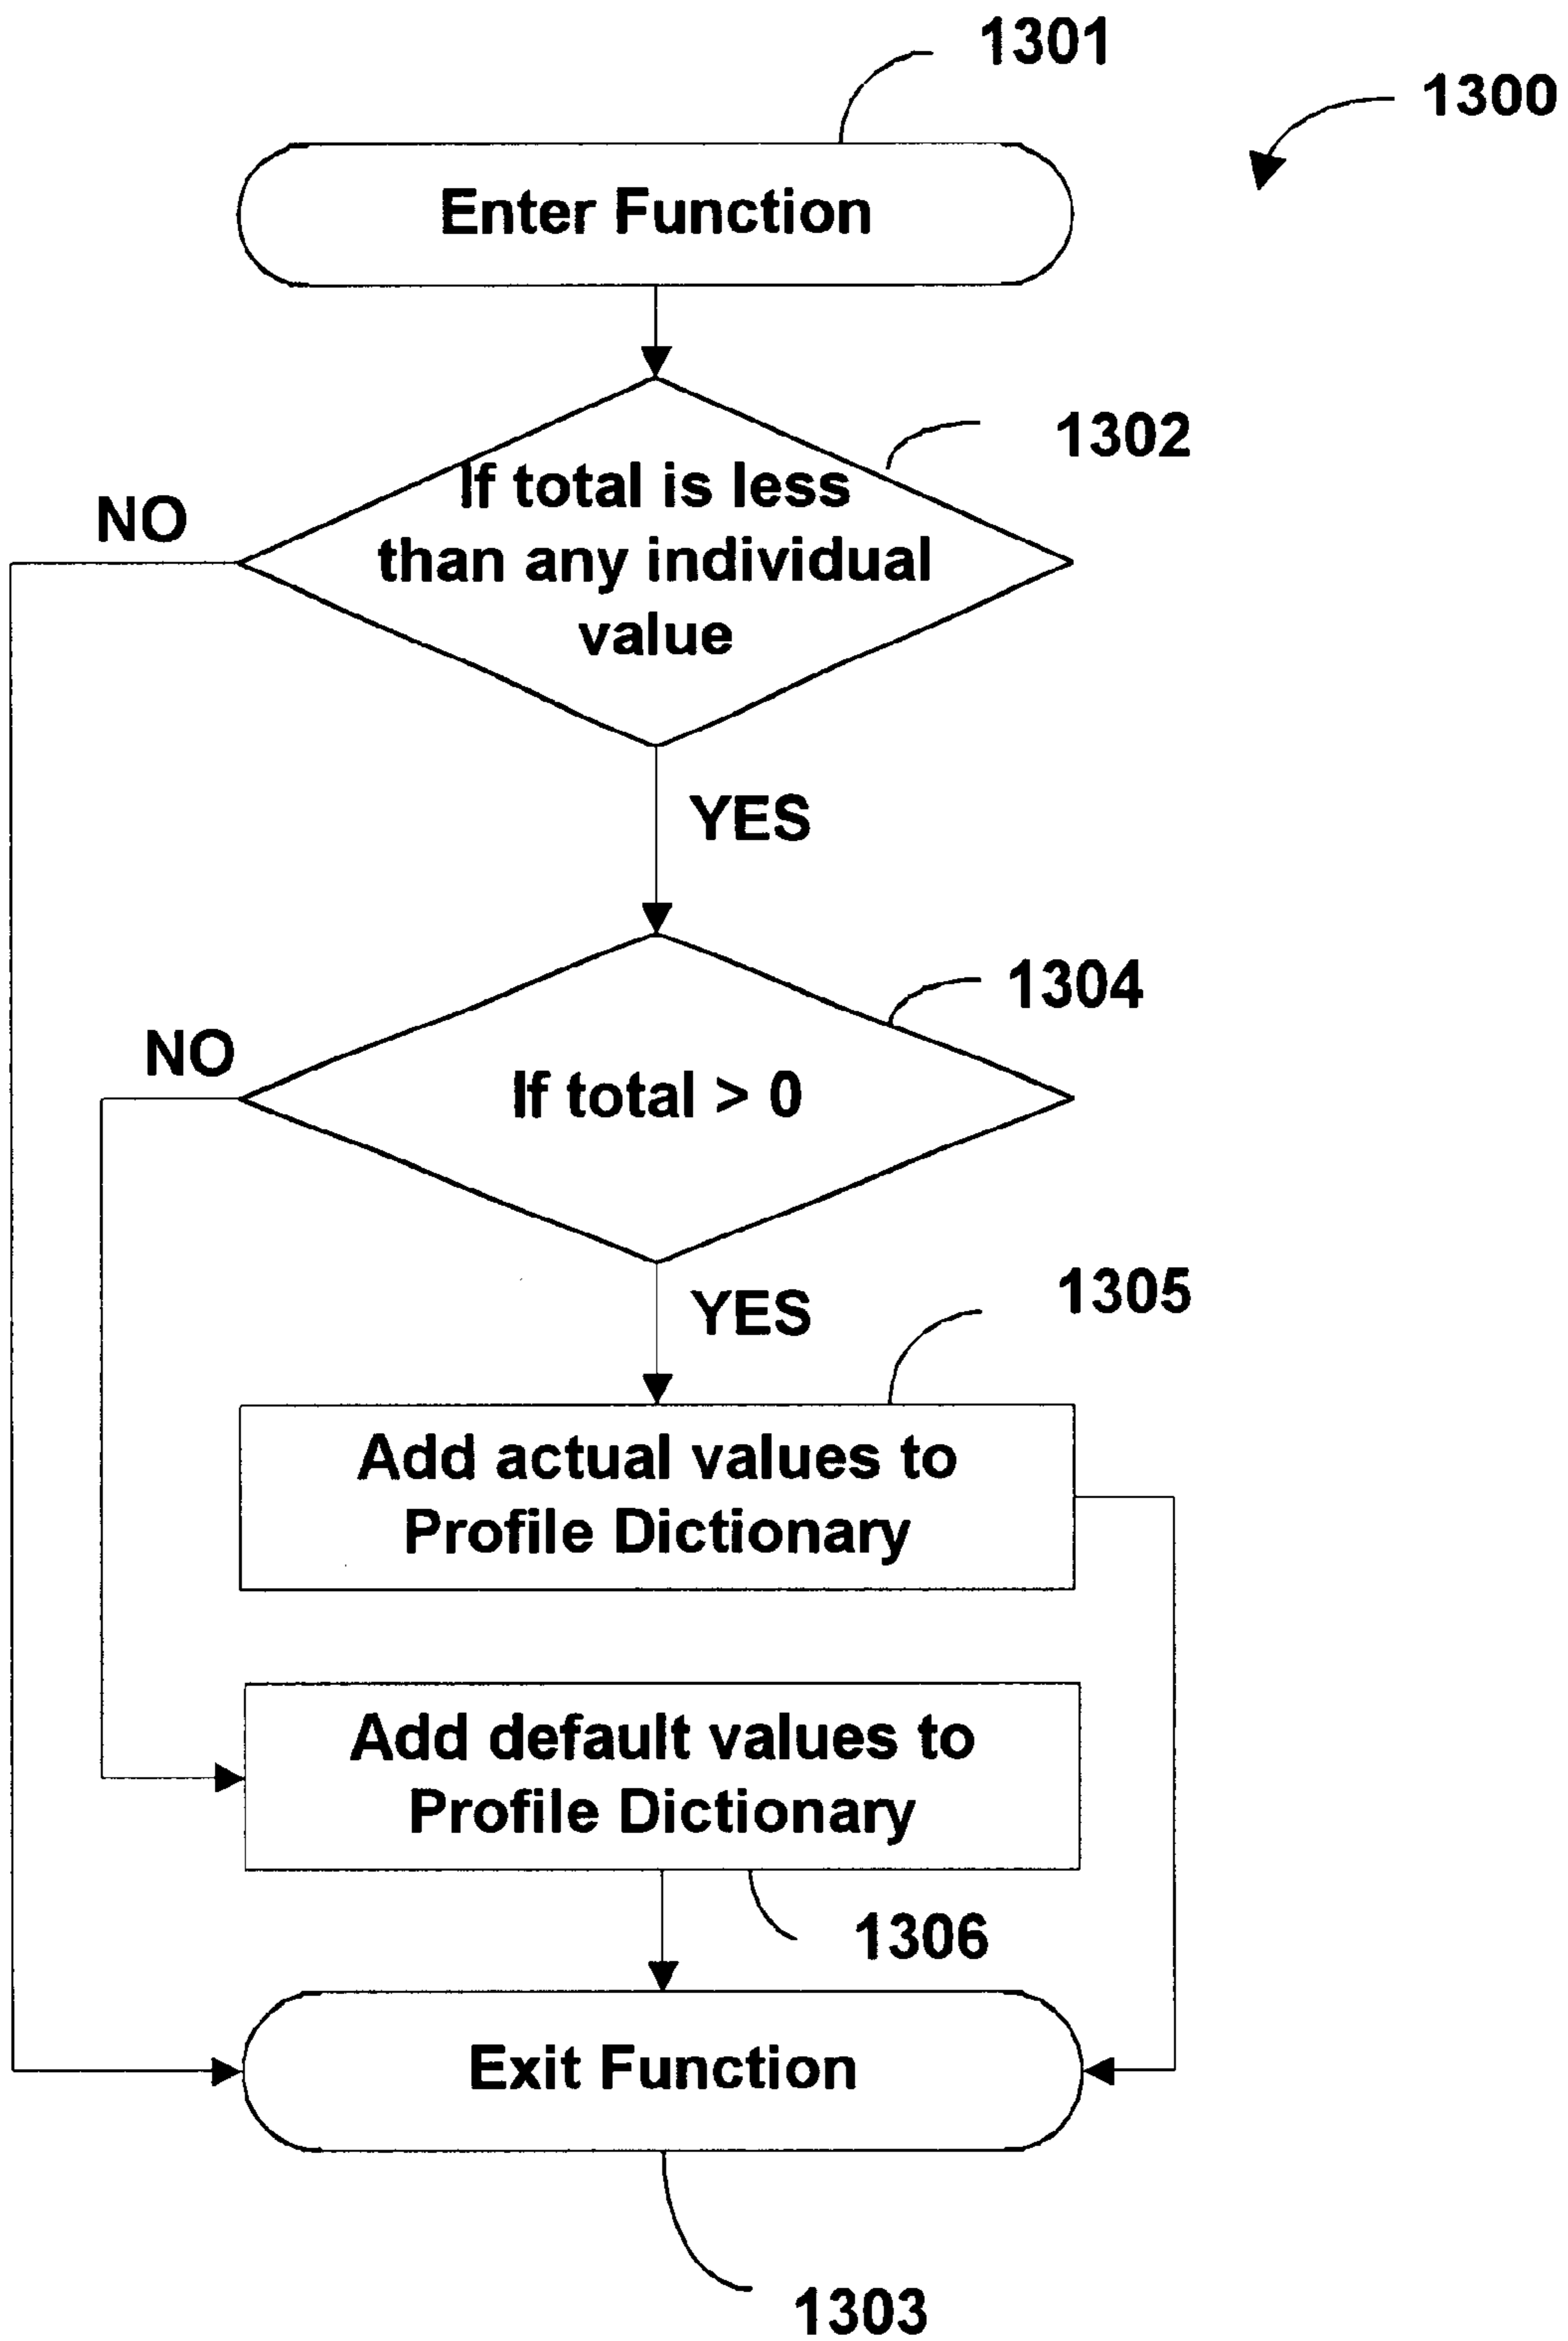 1301
1300
Enter Function
1302
If total is less
than any individual
value
NO
YES
1304
NO
If total > 0
YES
1305
Add actual values to
Profile Dictionary
Add default values to
Profile Dictionary
1306
Exit Function
1303